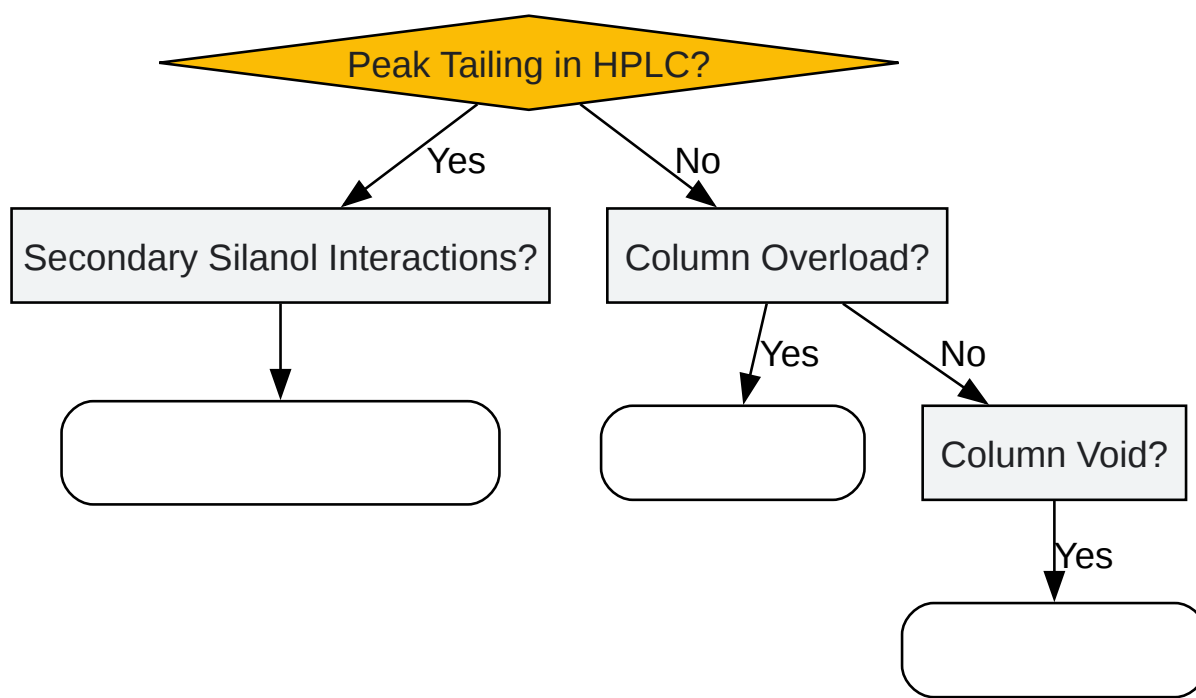 Peak Tailing in HPLC?
Yes
No
Secondary Silanol Interactions?
Column Overload?
Yes
No
Column Void?
Yes